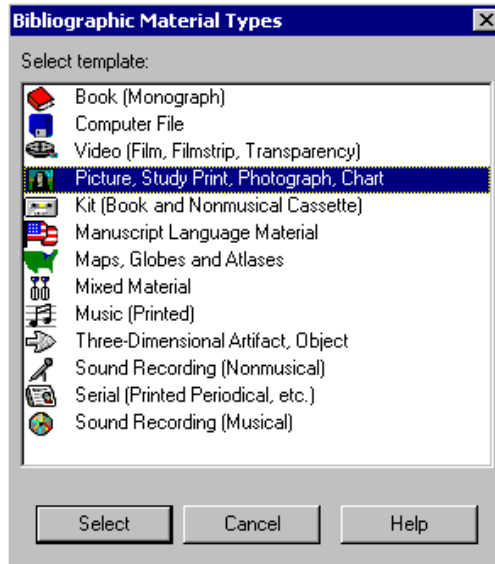 Bibliographic Material Types
Select template:
Book (Monograph)
Computer File
Video (Film, Filmstrip, Transparency)
Picture, Study Print, Photograph, Chart
Kit (Book and Nonmusical Cassette)
Manuscript Language Material
Maps, Globes and Atlases
Mixed Material
Music (Printed)
Three-Dimensional Artifact, Object
Sound Recording (Nonmusical)
Serial (Printed Periodical, etc.)
Sound Recording (Musical)
Select Cancel Help